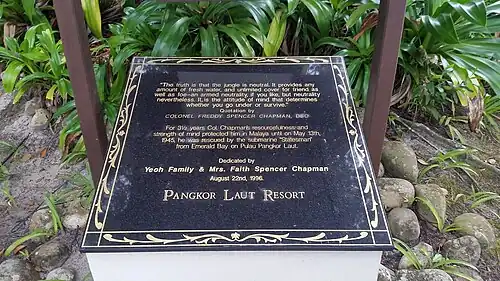 "The truth is that the jungle is neutral. It provides any
amount of fresh water, and unlimited cover for friend as
well as foe - an armed neutrality, if you like, but neutrality
nevertheless. It is the attitude of mind that determines
whether you go under or survive."
Quotation by
COLONEL FREDDY SPENCER CHAPMAN, DSO
For 3½ years Col. Chapman's resourcefulness and
strength of mind protected him in Malaya until on May 13th,
1945, he was rescued by the submarine "Statesman"
from Emerald Bay on Pulau Pangkor Laut.
Dedicated by
Yeoh Family & Mrs. Faith Spencer Chapman
August 22nd, 1996.
PANGKOR LAUT RESORT